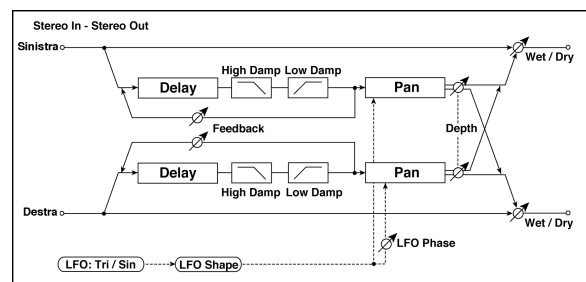 Stereo In - Stereo Out
Sinistra
Wet / Dry
High Damp Low Damp
Delay
Pan
Feedback
Depth
Delay
Pan
High Damp Low Damp
Destra
Wet / Dry
LFO Phase
LFO: Tri / Sin
LFO Shape